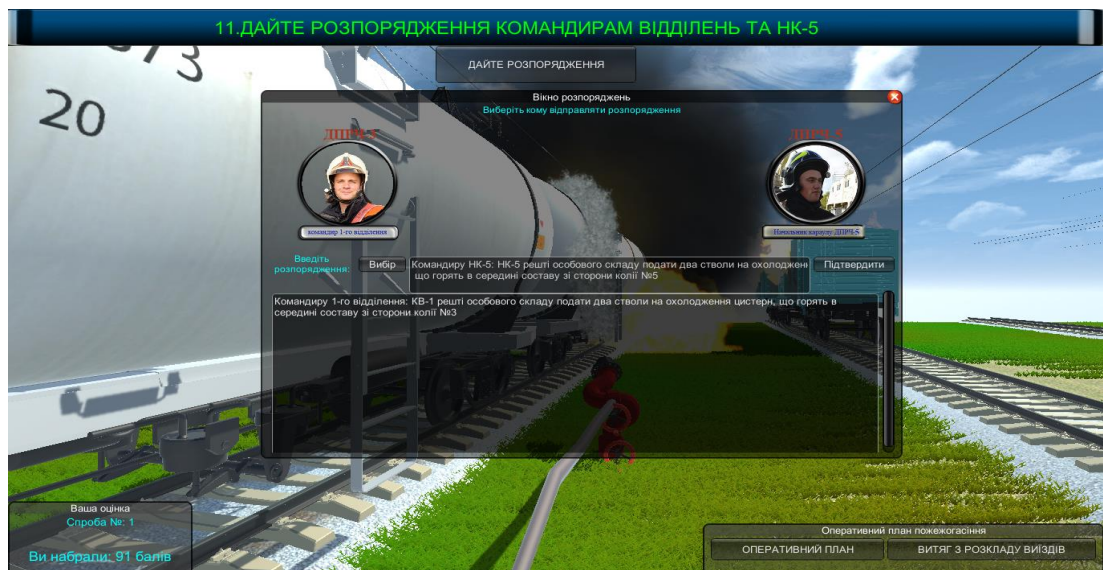 11.ДАЙТЕ РОЗПОРЯДЖЕННЯ КОМАНДИРАМ ВІДДІЛЕНЬ ТА НК-5
ДАЙТЕ РОЗПОРЯДЖЕННЯ
20
Вікно розпоряджень
Виберіть кому відправляти розпорядження
ДПРЧ-5
ДПРЧ-5
командир 1-го відділення
Начальник караулу ДПРЧ-5
Введіть
розпорядження:
Вибір
Командиру НК-5: НК-5 решті особового складу подати два стволи на охолоджен
що горять в середині составу зі сторони колії №5
Підтвердити
Командиру 1-го відділення: КВ-1 решті особового складу подати два стволи на охолодження цистерн, що горять в
середині составу зі сторони колії №3
Ваша оцінка
Спроба №: 1
Ви набрали: 91 балів
Оперативний план пожежогасіння
ОПЕРАТИВНИЙ ПЛАН
ВИТЯГ З РОЗКЛАДУ ВИЇЗДІВ